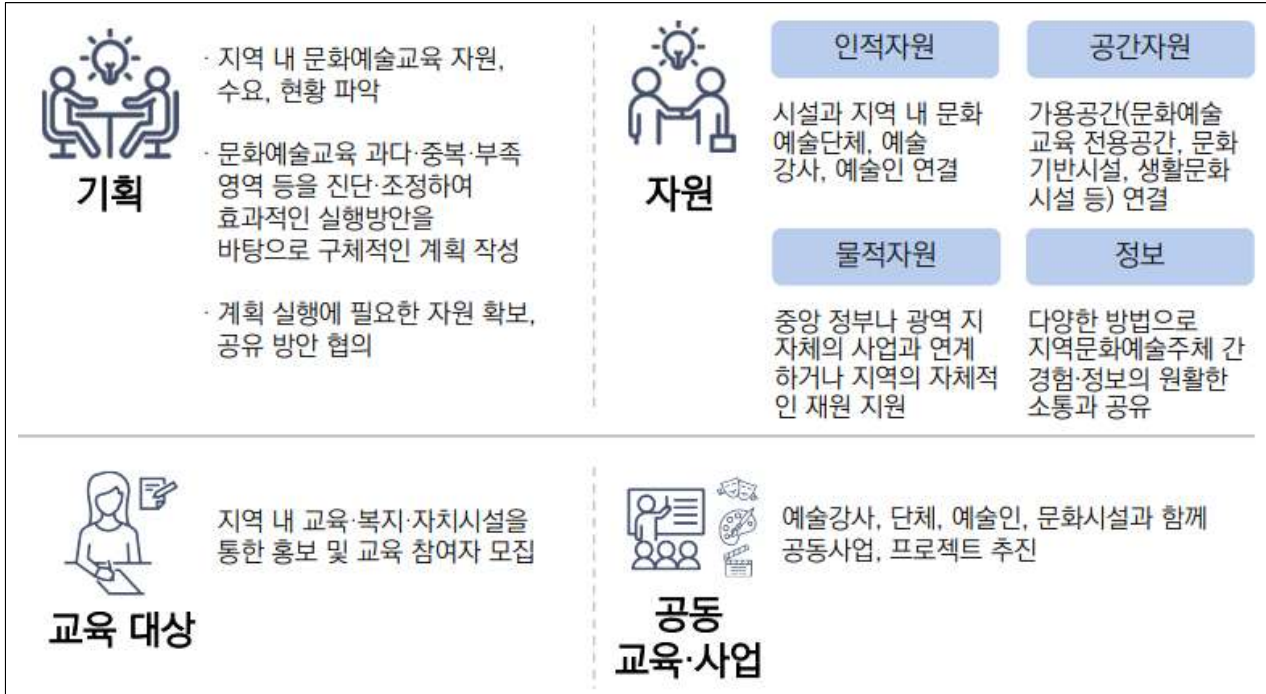 기획
· 지역 내 문화예술교육 자원,
수요, 현황 파악
· 문화예술교육 과다·중복·부족
영역 등을 진단·조정하여
효과적인 실행방안을
바탕으로 구체적인 계획 작성
· 계획 실행에 필요한 자원 확보,
공유 방안 협의
자원
인적자원
시설과 지역 내 문화
예술단체, 예술
강사, 예술인 연결
공간자원
가용공간(문화예술
교육 전용공간, 문화
기반시설, 생활문화
시설 등) 연결
물적자원
중앙 정부나 광역 지
자체의 사업과 연계
하거나 지역의 자체적
인 재원 지원
정보
다양한 방법으로
지역문화예술주체 간
경험·정보의 원활한
소통과 공유
교육 대상
지역 내 교육·복지·자치시설을
통한 홍보 및 교육 참여자 모집
공동
교육·사업
예술강사, 단체, 예술인, 문화시설과 함께
공동사업, 프로젝트 추진